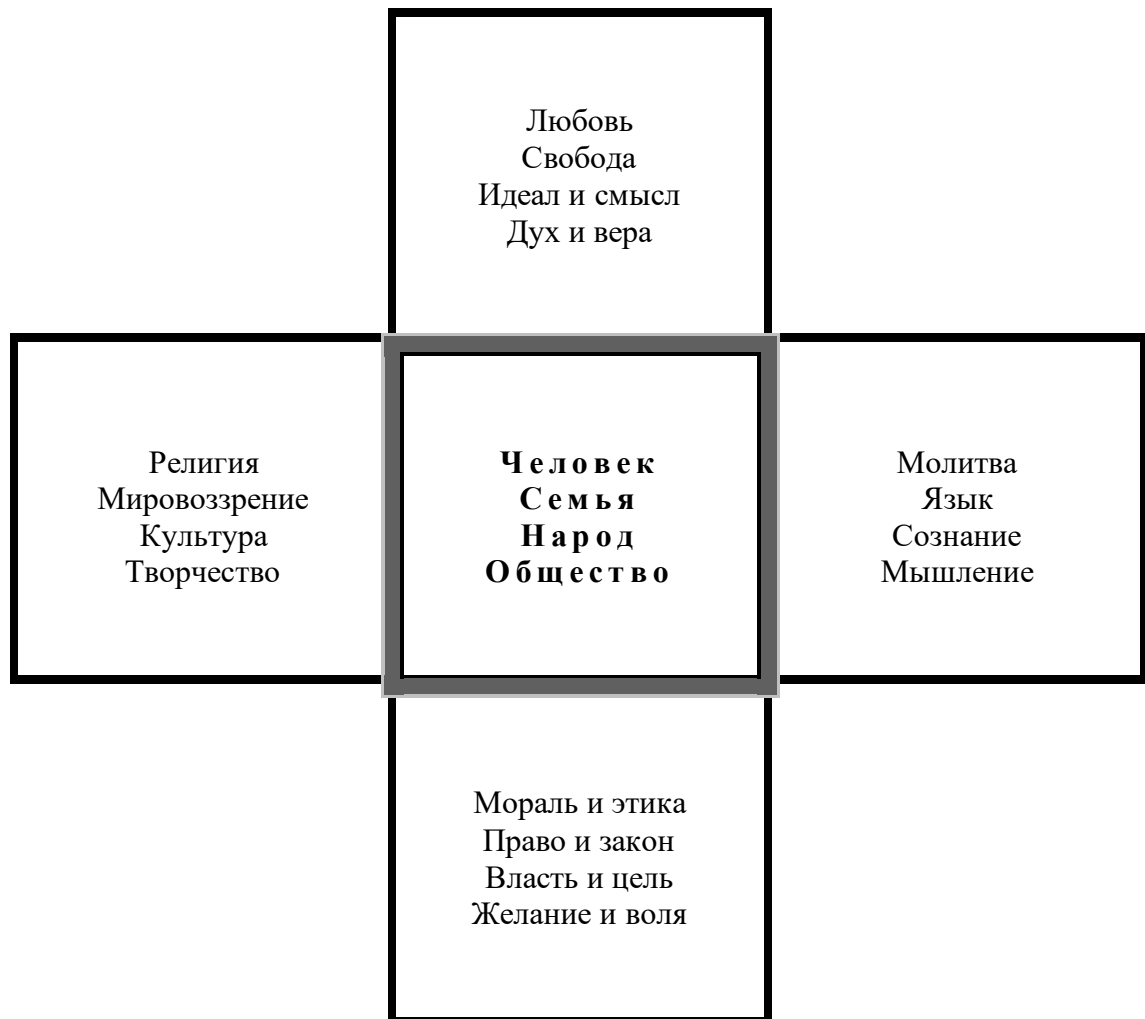 Любовь
Свобода
Идеал и смысл
Дух и вера
Религия
Мировоззрение
Культура
Творчество
Человек
Семья
Народ
Общество
Молитва
Язык
Сознание
Мышление
Мораль и этика
Право и закон
Власть и цель
Желание и воля